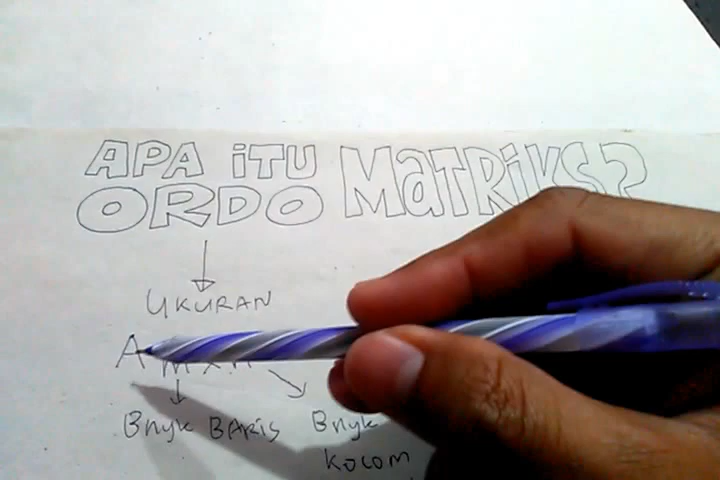 APA iTU
ORDO MaTRiKS?
UKURAN
A m x n
Bnyk BARis Bnyk
KOLOM